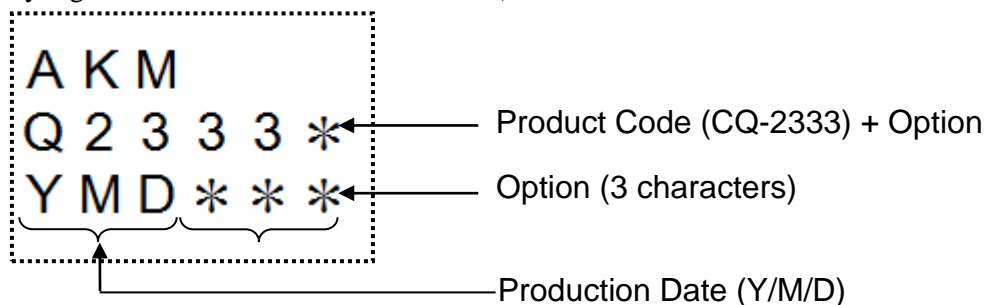 A K M
Q 2 3 3 3 * Product Code (CQ-2333) + Option
Y M D * * * Option (3 characters)
Production Date (Y/M/D)